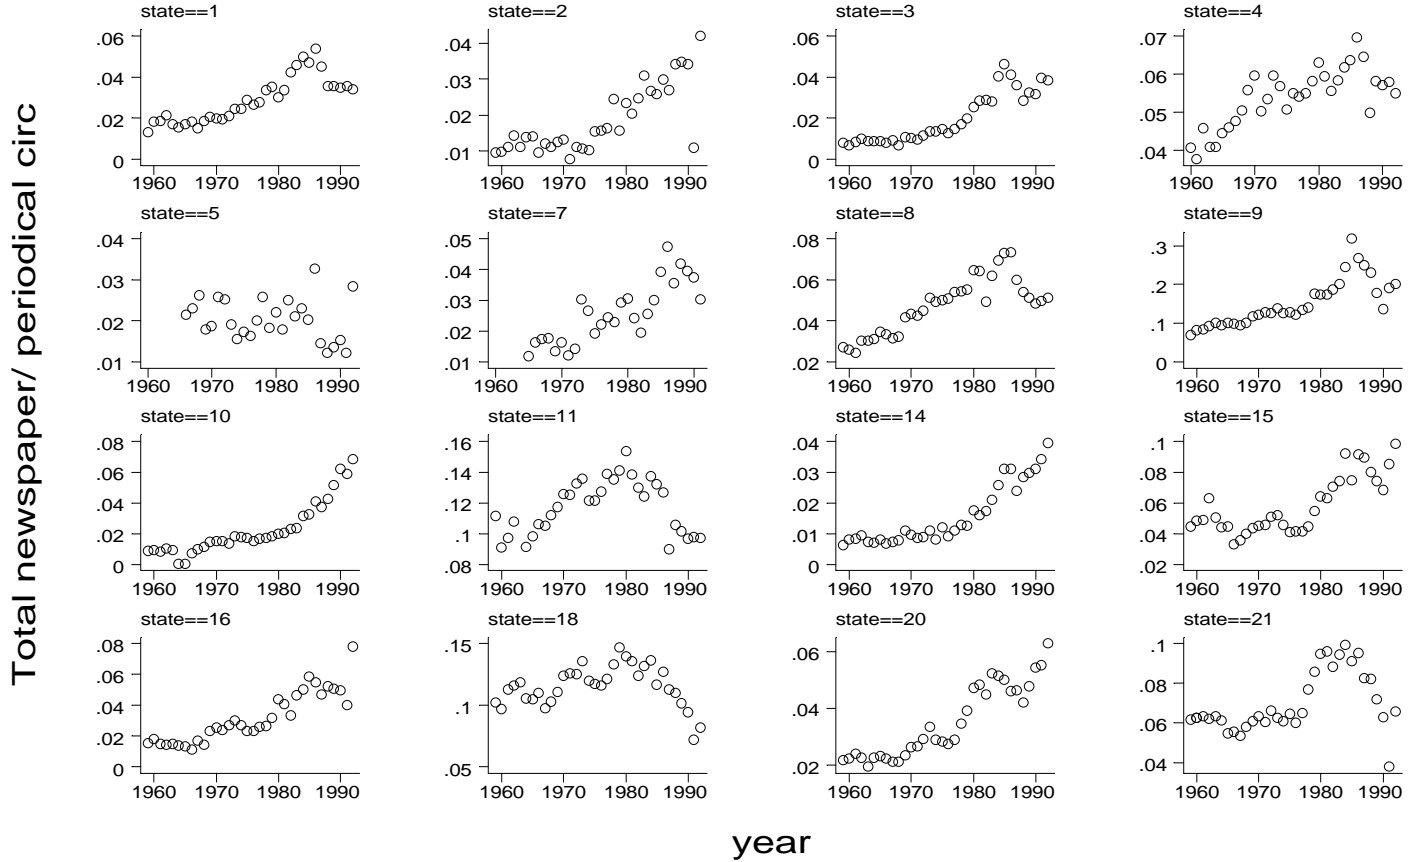 Total newspaper/ periodical circ
state==1
.06
.04
.02
0
1960 1970 1980 1990
state==2
.04
.03
.02
.01
1960 1970 1980 1990
state==3
.06
.04
.02
0
1960 1970 1980 1990
state==4
.07
.06
.05
.04
1960 1970 1980 1990
state==5
.04
.03
.02
.01
1960 1970 1980 1990
state==7
.05
.04
.03
.02
.01
1960 1970 1980 1990
state==8
.08
.06
.04
.02
1960 1970 1980 1990
state==9
.3
.2
.1
0
1960 1970 1980 1990
state==10
.08
.06
.04
.02
0
1960 1970 1980 1990
state==11
.16
.14
.12
.1
.08
1960 1970 1980 1990
state==14
.04
.03
.02
.01
0
1960 1970 1980 1990
state==15
.1
.08
.06
.04
.02
1960 1970 1980 1990
state==16
.08
.06
.04
.02
0
1960 1970 1980 1990
state==18
.15
.1
.05
1960 1970 1980 1990
state==20
.06
.04
.02
1960 1970 1980 1990
state==21
.1
.08
.06
.04
1960 1970 1980 1990
year